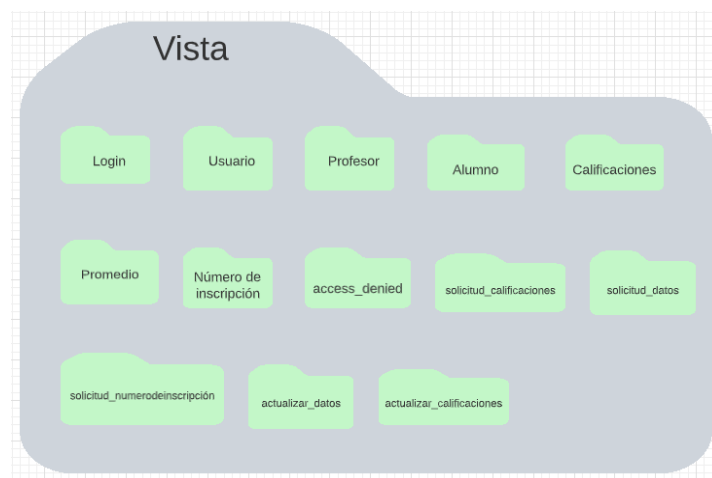 Vista
Login
Usuario
Profesor
Alumno
Calificaciones
Promedio
Número de
inscripción
access_denied
solicitud_calificaciones
solicitud_datos
solicitud_numerodeinscripción
actualizar_datos
actualizar_calificaciones